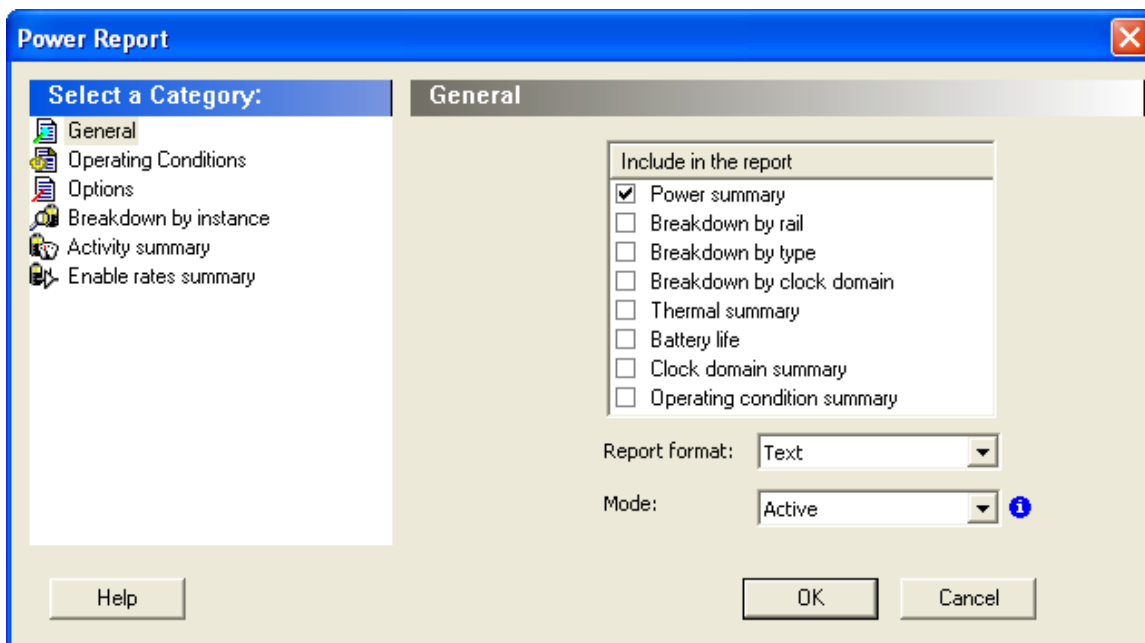 Power Report
Select a Category:
General
Operating Conditions
Options
Breakdown by instance
Activity summary
Enable rates summary
General
Include in the report
Power summary
Breakdown by rail
Breakdown by type
Breakdown by clock domain
Thermal summary
Battery life
Clock domain summary
Operating condition summary
Report format: Text
Mode: Active
Help
OK
Cancel